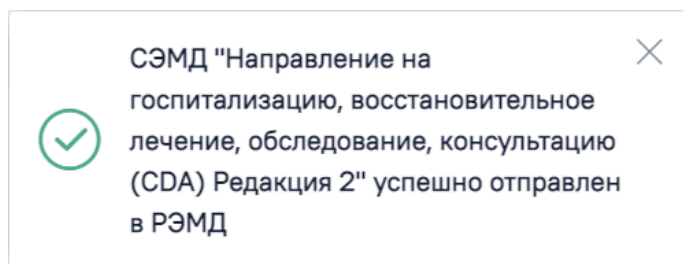 СЭМД "Направление на
госпитализацию, восстановительное
лечение, обследование, консультацию
(CDA) Редакция 2" успешно отправлен
в РЭМД